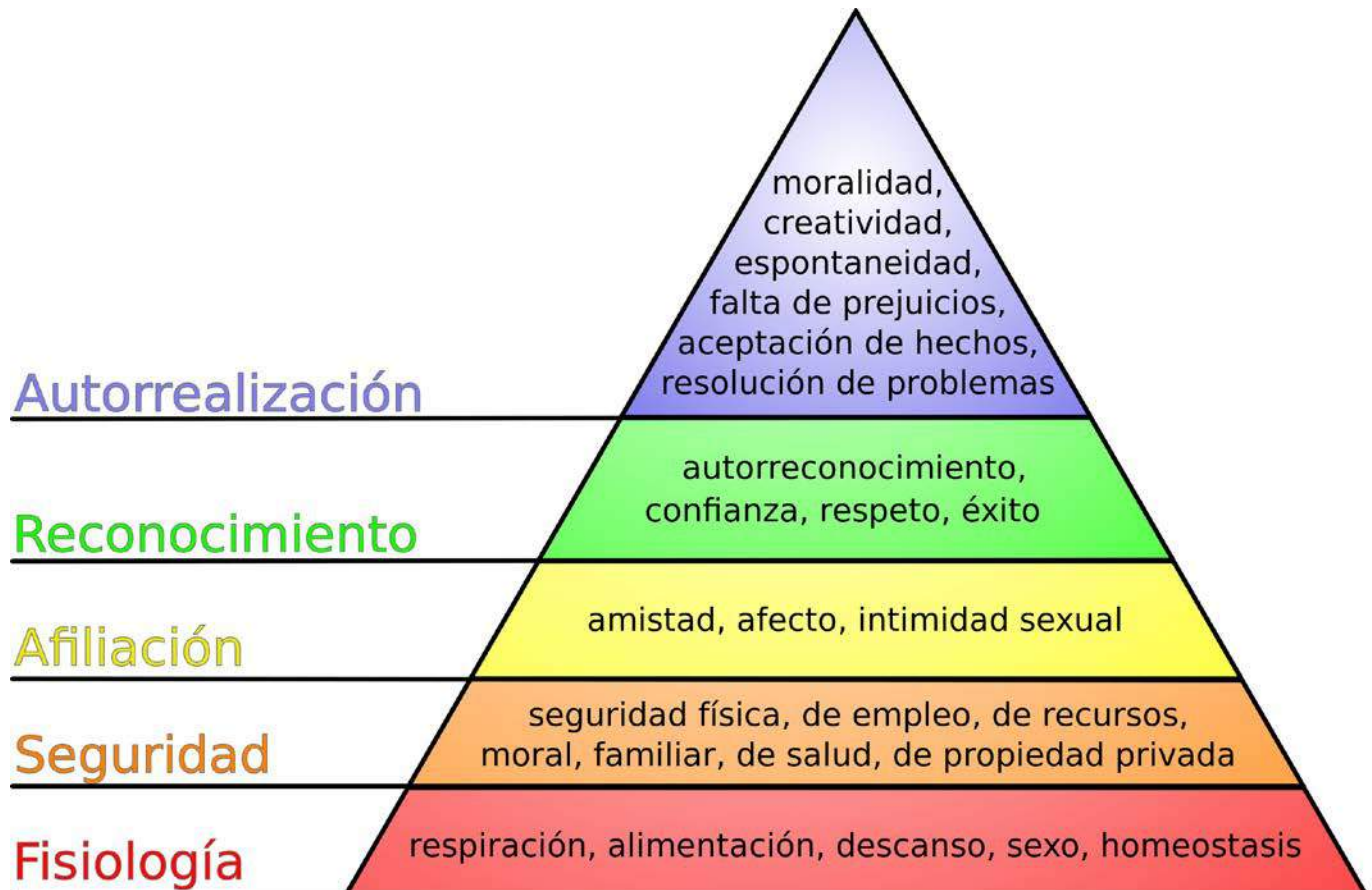 moralidad,
creatividad,
espontaneidad,
falta de prejuicios,
aceptación de hechos,
resolución de problemas
Autorrealización
autorreconocimiento,
confianza, respeto, éxito
Reconocimiento
amistad, afecto, intimidad sexual
Afiliación
seguridad física, de empleo, de recursos,
moral, familiar, de salud, de propiedad privada
Seguridad
respiración, alimentación, descanso, sexo, homeostasis
Fisiología